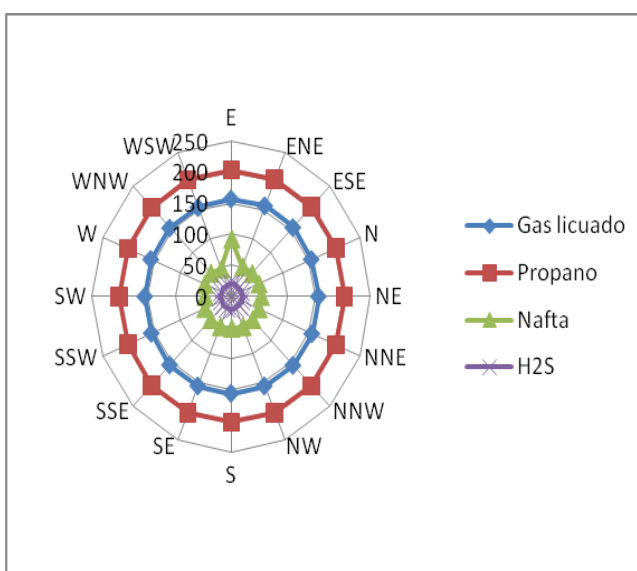 E
ENE
ESE
N
NE
NNE
NNW
NW
S
SE
SSE
SSW
SW
W
WNW
WSW
250
200
150
100
50
0
Gas licuado
Propano
Nafta
H2S